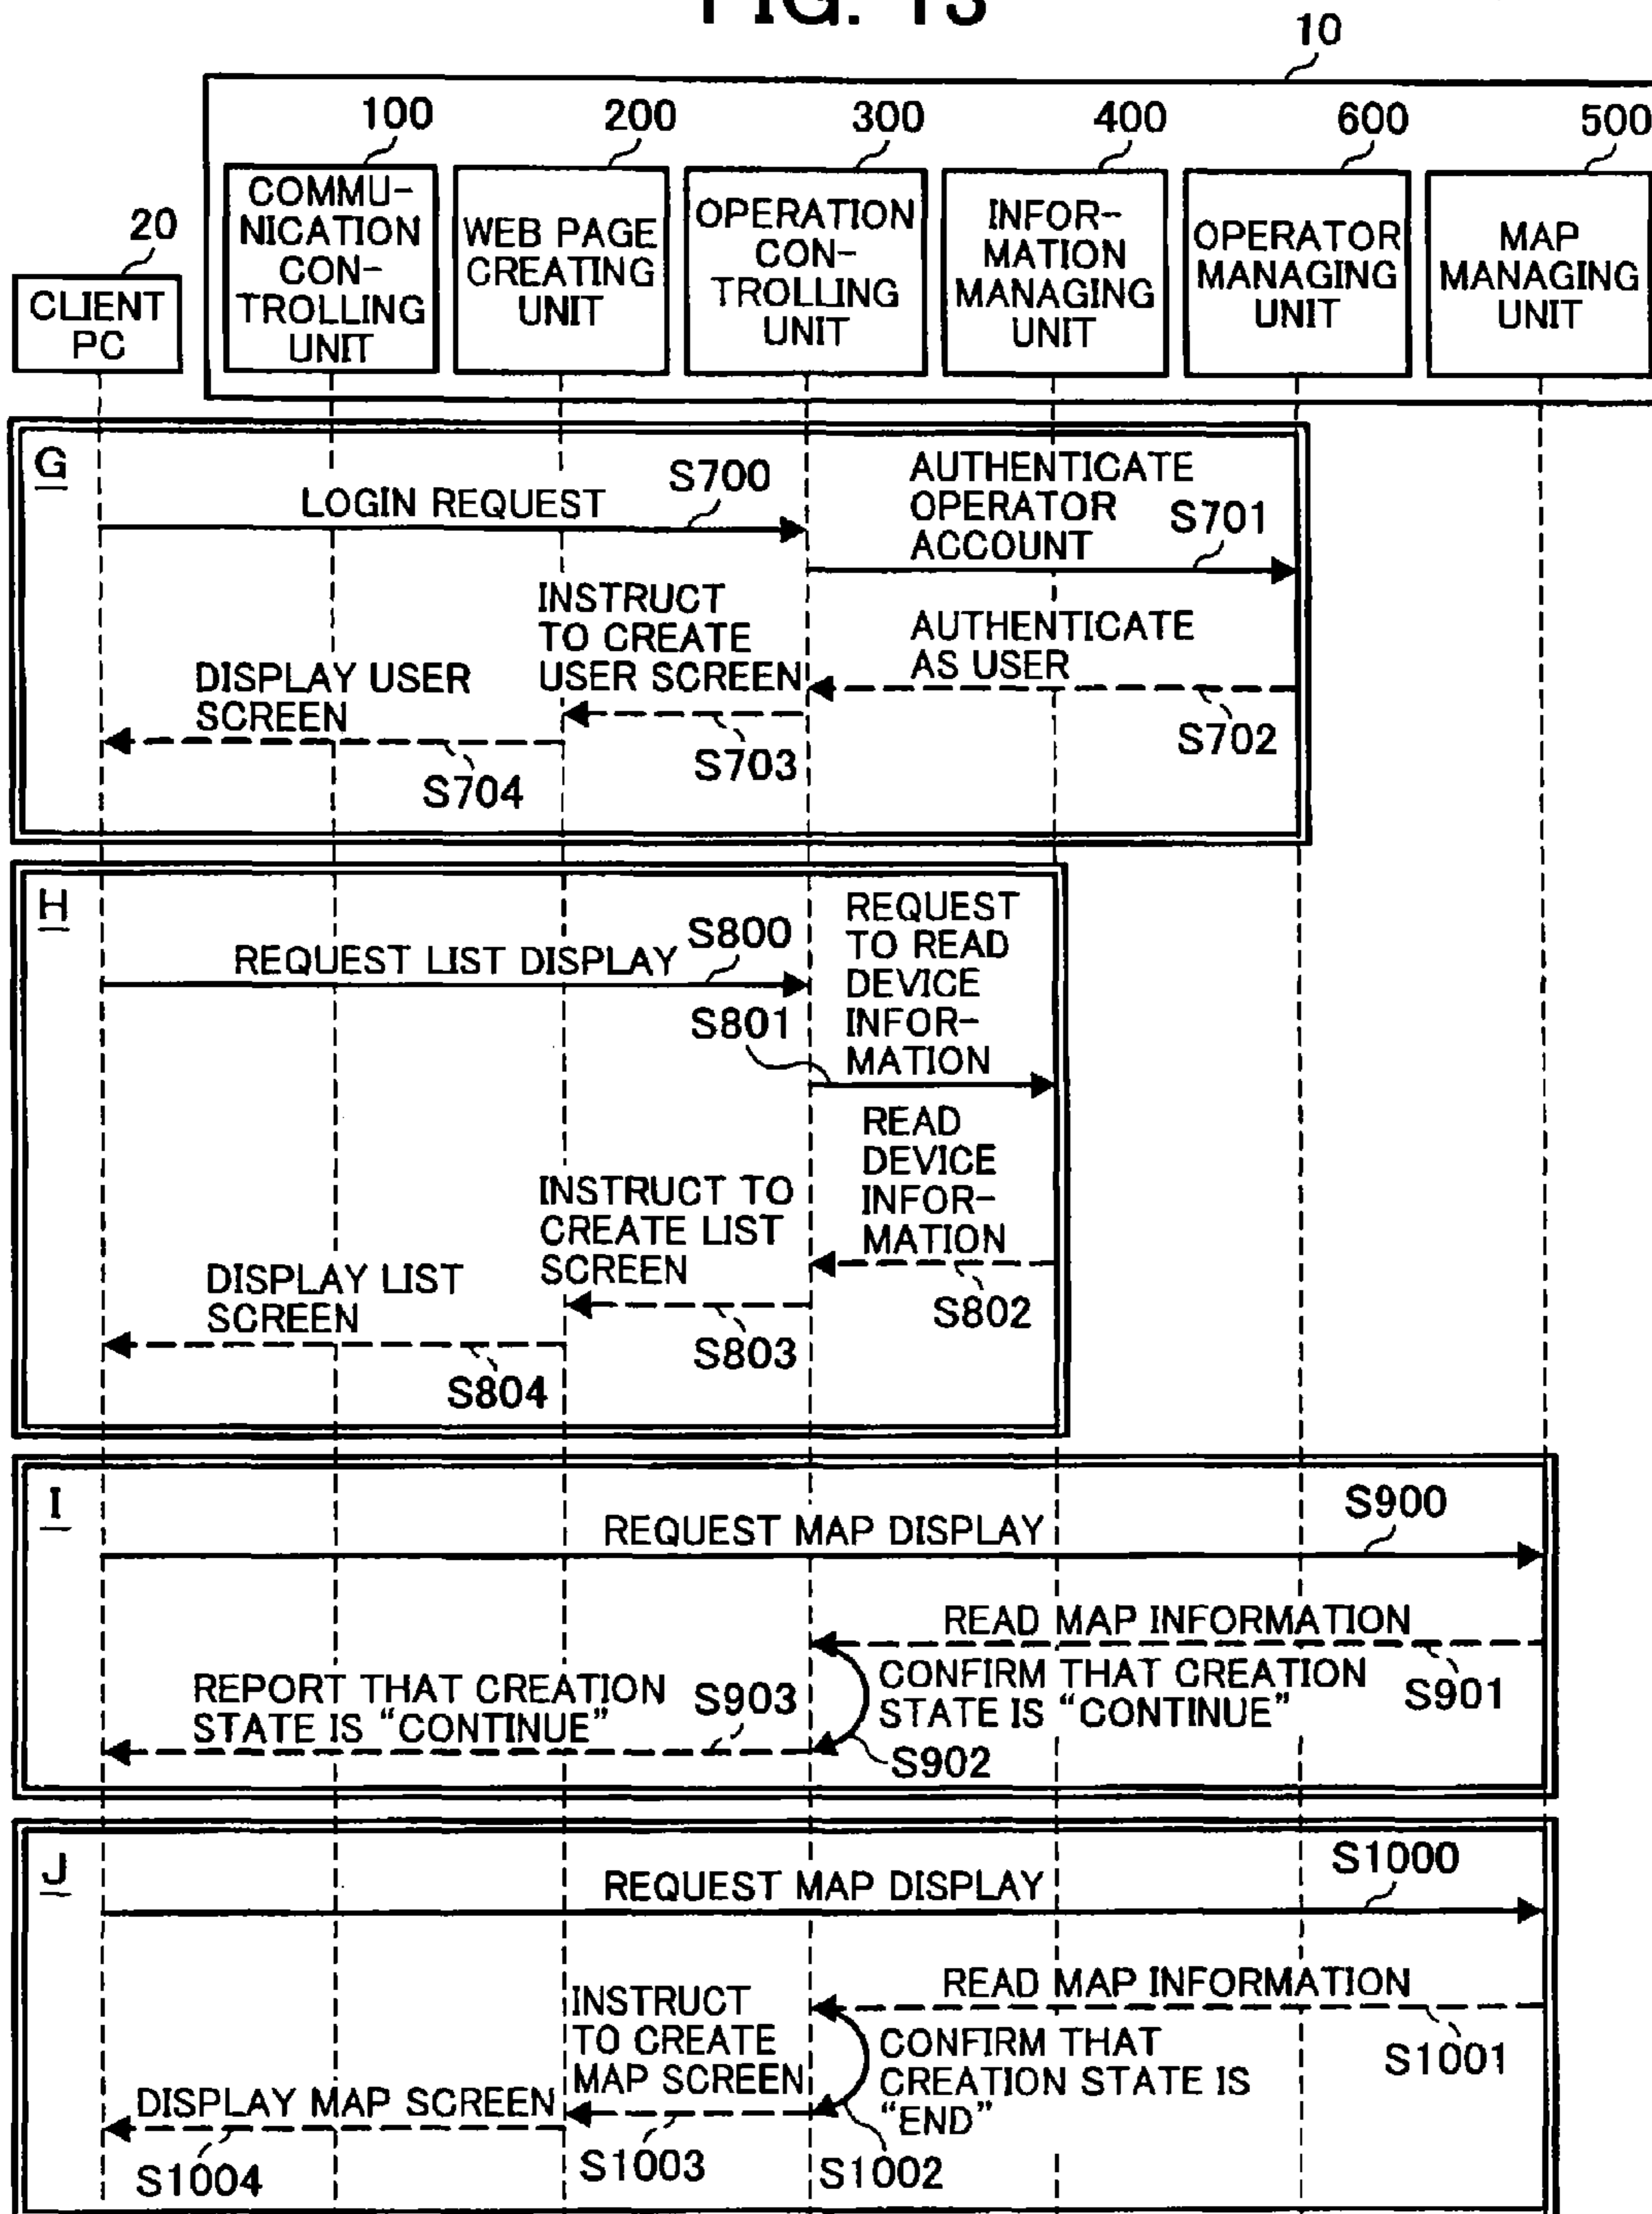 FIG. 13
10
100
200
300
400
600
500
20
COMMU-
NICATION
CON-
TROLLING
UNIT
WEB PAGE
CREATING
UNIT
OPERATION
CON-
TROLLING
UNIT
INFOR-
MATION
MANAGING
UNIT
OPERATOR
MANAGING
UNIT
MAP
MANAGING
UNIT
CLIENT
PC
G
LOGIN REQUEST
S700
AUTHENTICATE
OPERATOR
ACCOUNT
S701
INSTRUCT
TO CREATE
USER SCREEN
AUTHENTICATE
AS USER
DISPLAY USER
SCREEN
S702
S703
S704
H
REQUEST LIST DISPLAY
S800
REQUEST
TO READ
DEVICE
INFOR-
MATION
S801
READ
DEVICE
INFOR-
MATION
INSTRUCT TO
CREATE LIST
SCREEN
DISPLAY LIST
SCREEN
S802
S803
S804
I
REQUEST MAP DISPLAY
S900
READ MAP INFORMATION
S901
CONFIRM THAT CREATION
STATE IS “CONTINUE”
S902
REPORT THAT CREATION
STATE IS “CONTINUE”
S903
J
REQUEST MAP DISPLAY
S1000
READ MAP INFORMATION
S1001
INSTRUCT
TO CREATE
MAP SCREEN
CONFIRM THAT
CREATION STATE IS
“END”
DISPLAY MAP SCREEN
S1004
S1003
S1002